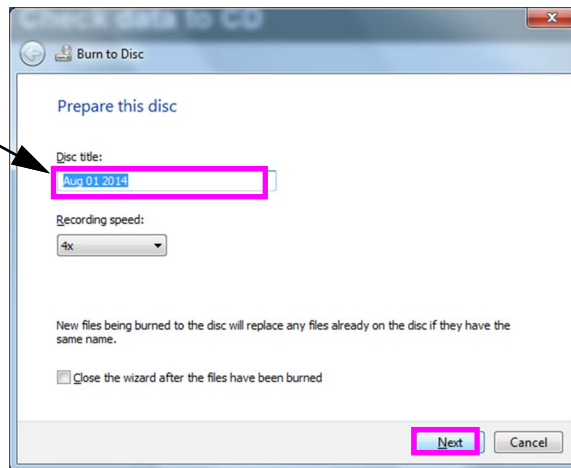 Check data to CD
Burn to Disc
Prepare this disc
Disc title:
Aug 01 2014
Recording speed:
4x
New files being burned to the disc will replace any files already on the disc if they have the
same name.
Close the wizard after the files have been burned
Next
Cancel